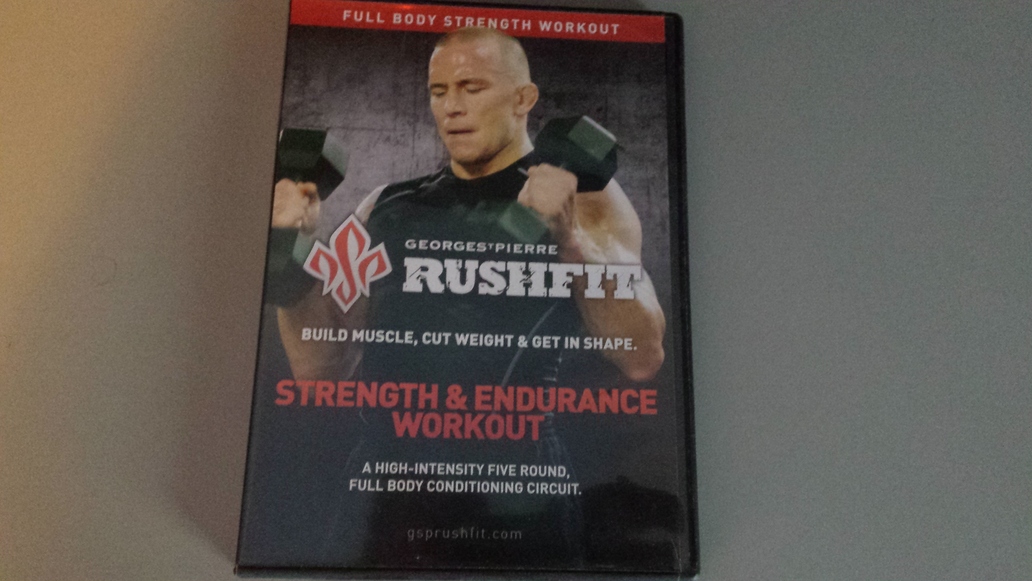 FULL BODY STRENGTH WORKOUT
GEORGES ST PIERRE
RUSHFIT
BUILD MUSCLE, CUT WEIGHT & GET IN SHAPE.
STRENGTH & ENDURANCE
WORKOUT
A HIGH-INTENSITY FIVE ROUND,
FULL BODY CONDITIONING CIRCUIT.
gsprushfit.com